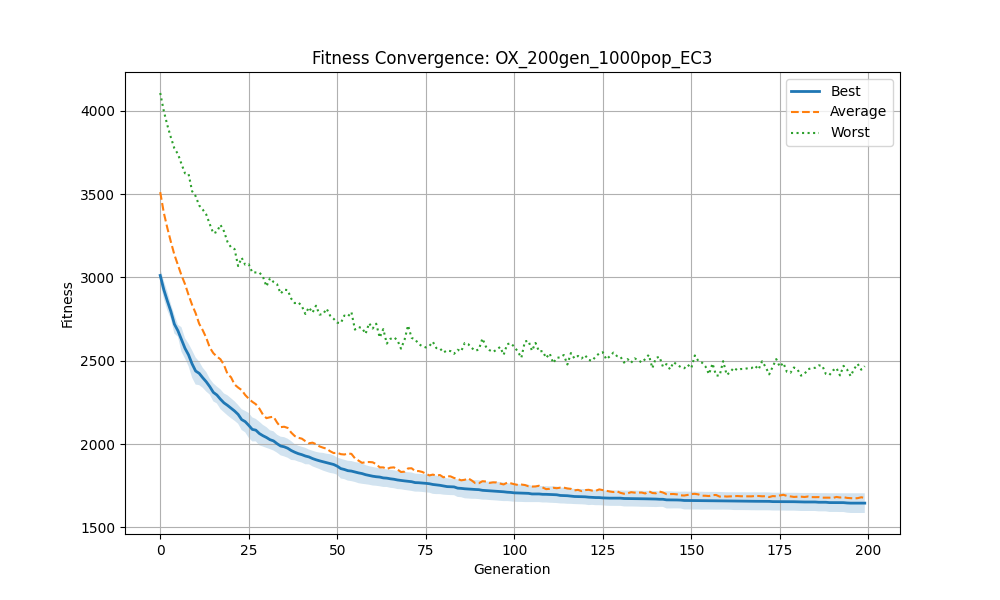 Fitness Convergence: OX_200gen_1000pop_EC3
Best
Average
Worst
Fitness
4000
3500
3000
2500
2000
1500
0 25 50 75 100 125 150 175 200
Generation